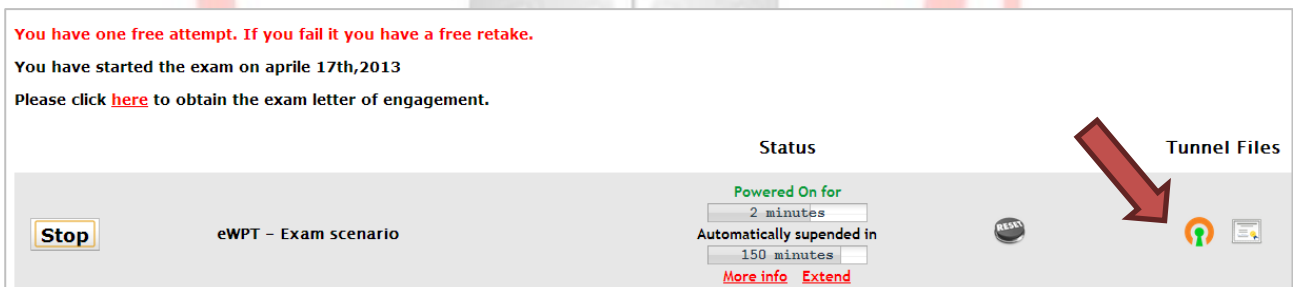 You have one free attempt. If you fail it you have a free retake.
You have started the exam on aprile 17th,2013
Please click here to obtain the exam letter of engagement.
Status Tunnel Files
Powered On for
2 minutes
Stop eWPT – Exam scenario RESET
Automatically supended in
150 minutes
More info Extend